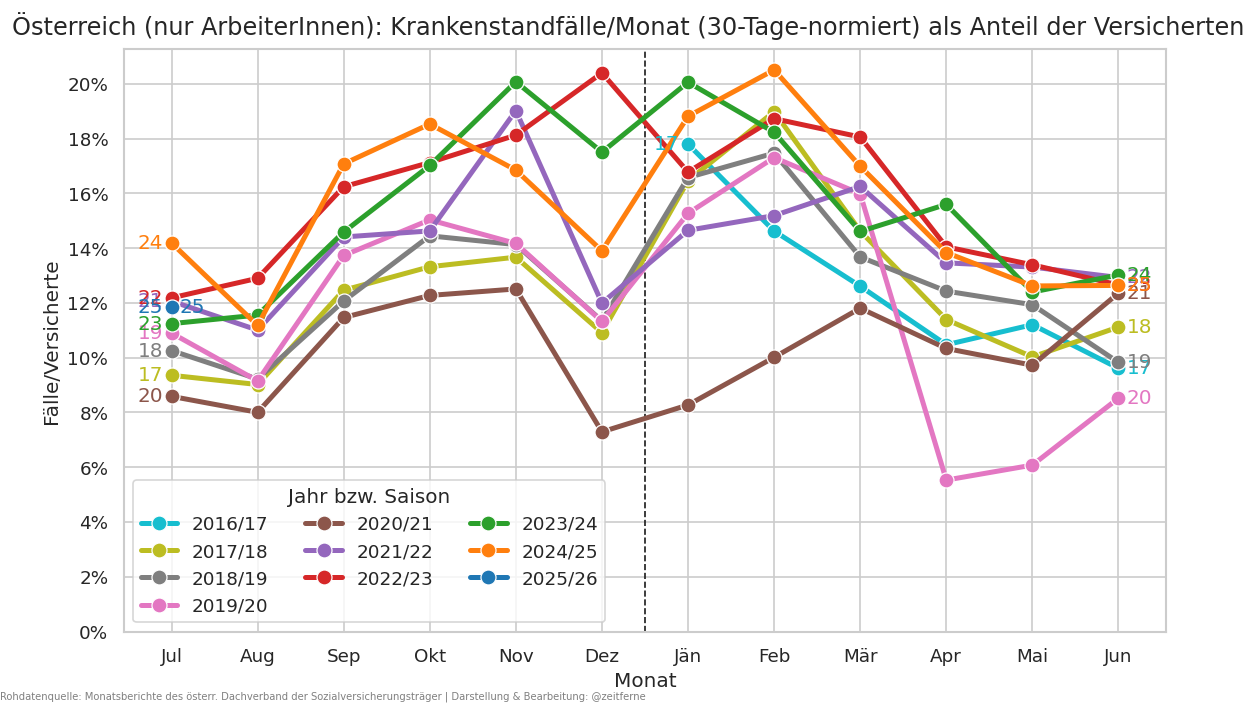 Österreich (nur ArbeiterInnen): Krankenstandfälle/Monat (30-Tage-normiert) als Anteil der Versicherten
Fälle/Versicherte
20%
18%
16%
14%
12%
10%
8%
6%
4%
2%
0%
24
22
25
25
23
19
18
17
20
17
24
21
18
19
17
20
Jahr bzw. Saison
2016/17
2017/18
2018/19
2019/20
2020/21
2021/22
2022/23
2023/24
2024/25
2025/26
Jul
Aug
Sep
Okt
Nov
Dez
Jän
Feb
Mär
Apr
Mai
Jun
Monat
Rohdatenquelle: Monatsberichte des österr. Dachverband der Sozialversicherungsträger | Darstellung & Bearbeitung: @zeitferne